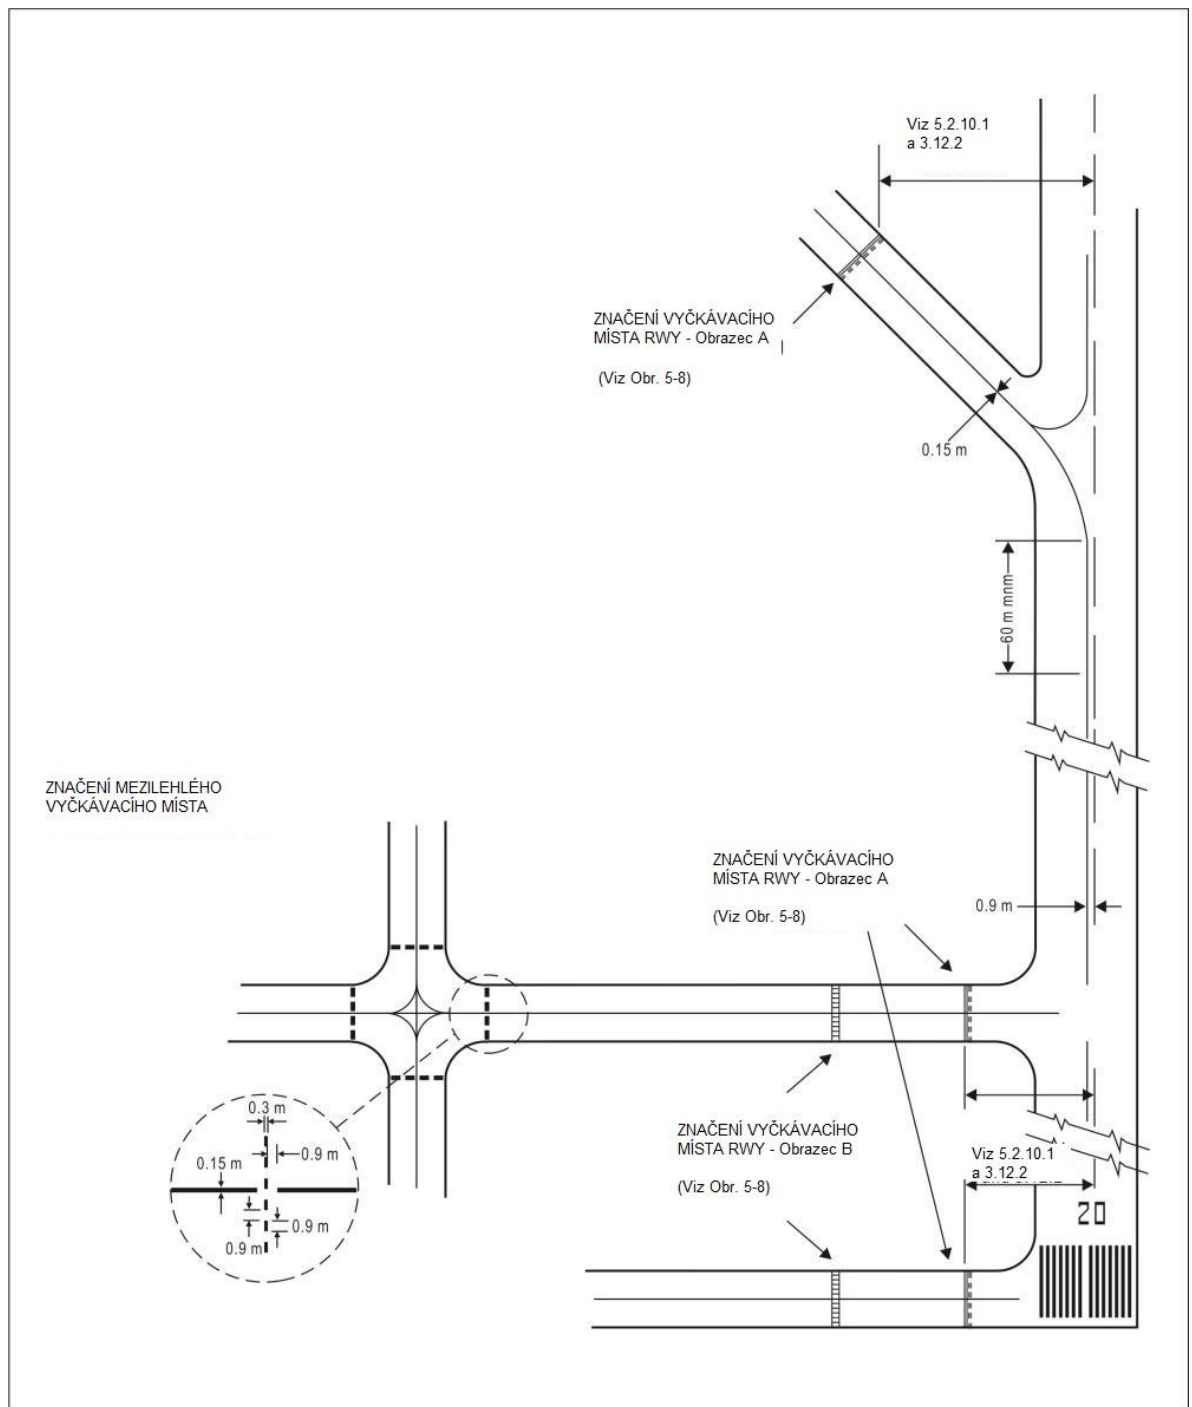 Viz 5.2.10.1
a 3.12.2
ZNAČENÍ VYČKÁVACÍHO
MÍSTA RWY - Obrazec A
(Viz Obr. 5-8)
0.15 m
60 m mnm
ZNAČENÍ MEZILEHLÉHO
VYČKÁVACÍHO MÍSTA
ZNAČENÍ VYČKÁVACÍHO
MÍSTA RWY - Obrazec A
(Viz Obr. 5-8)
0.9 m
0.3 m
0.9 m
0.15 m
0.9 m
0.9 m
ZNAČENÍ VYČKÁVACÍHO
MÍSTA RWY - Obrazec B
(Viz Obr. 5-8)
Viz 5.2.10.1
a 3.12.2
20